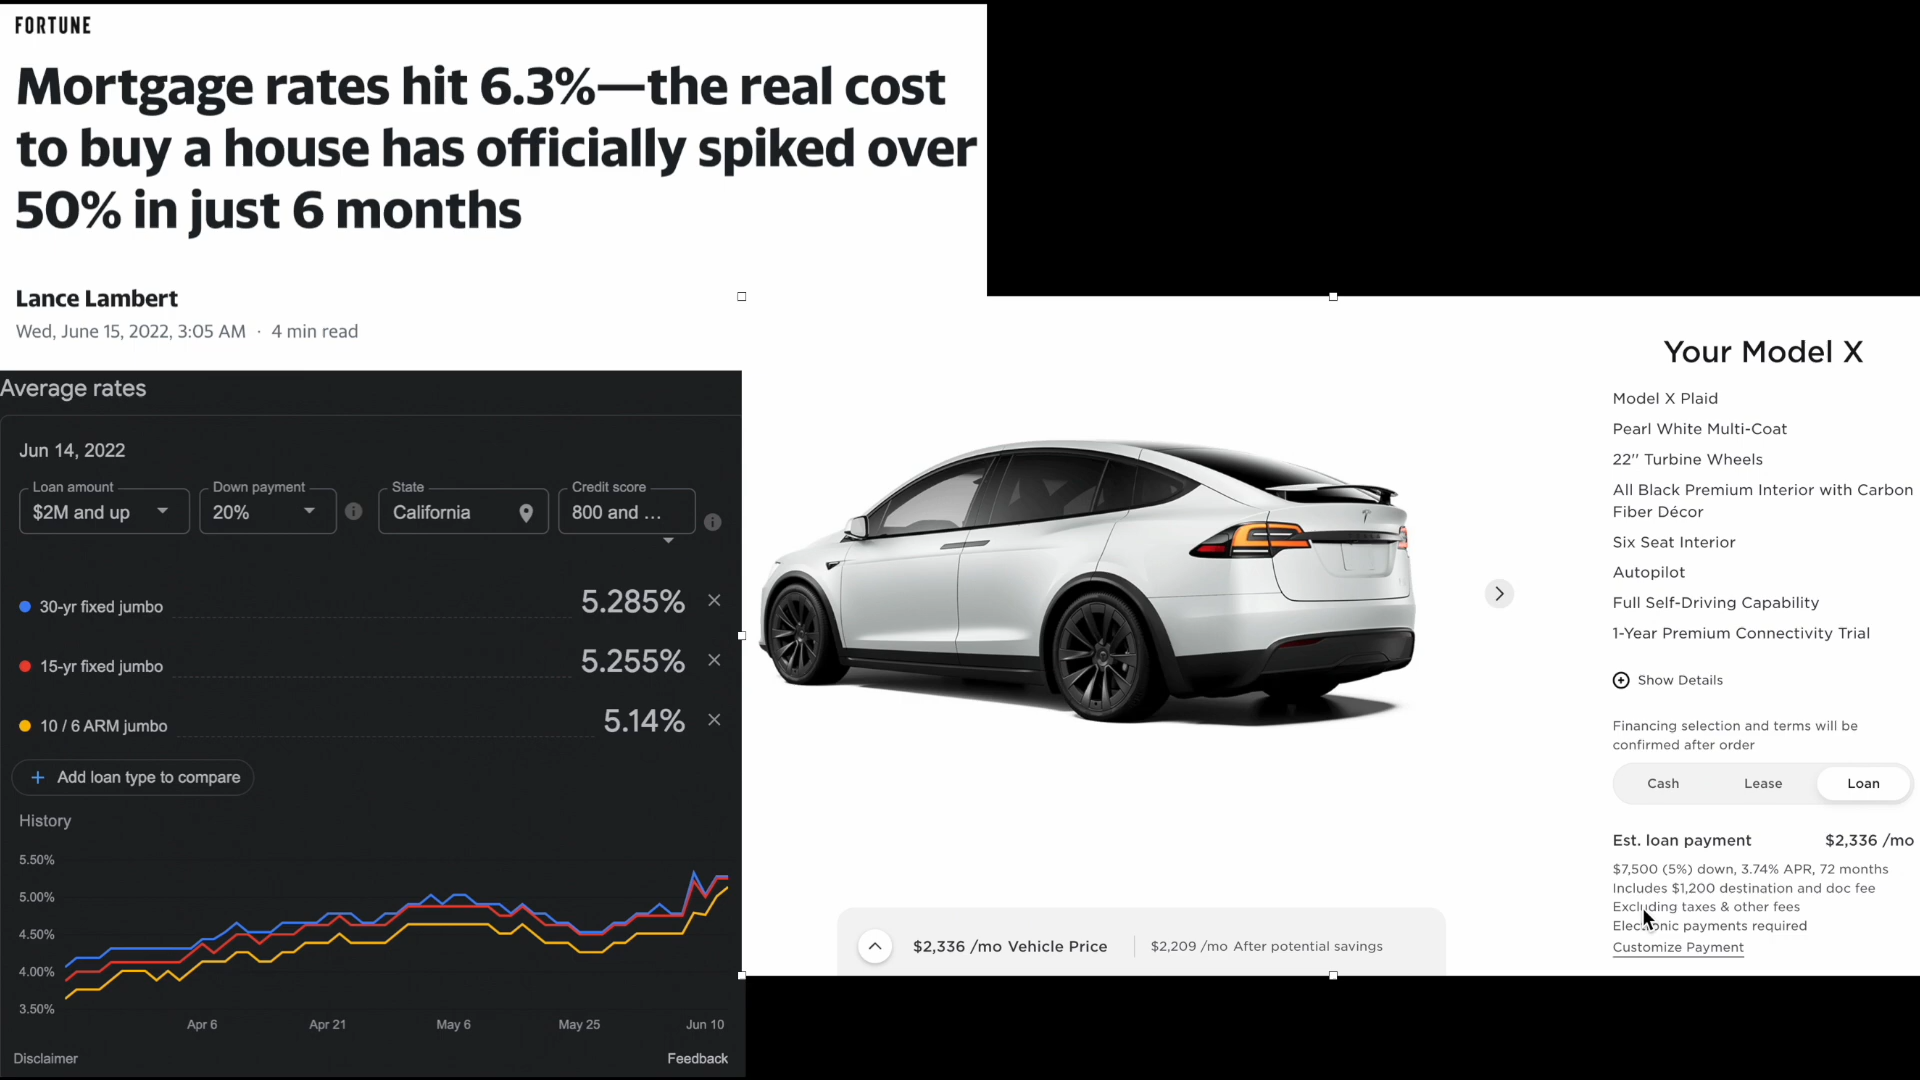 FORTUNE
Mortgage rates hit 6.3%—the real cost
to buy a house has officially spiked over
50% in just 6 months
Lance Lambert
Wed, June 15, 2022, 3:05 AM · 4 min read
Average rates
Jun 14, 2022
Loan amount
$2M and up
Down payment
20%
State
California
Credit score
800 and ...
30-yr fixed jumbo 5.285%
15-yr fixed jumbo 5.255%
10 / 6 ARM jumbo 5.14%
+ Add loan type to compare
History
5.50%
5.00%
4.50%
4.00%
3.50%
Apr 6 Apr 21 May 6 May 25 Jun 10
Disclaimer Feedback
Your Model X
Model X Plaid
Pearl White Multi-Coat
22" Turbine Wheels
All Black Premium Interior with Carbon
Fiber Décor
Six Seat Interior
Autopilot
Full Self-Driving Capability
1-Year Premium Connectivity Trial
Show Details
Financing selection and terms will be
confirmed after order
Cash Lease Loan
Est. loan payment $2,336 /mo
$7,500 (5%) down, 3.74% APR, 72 months
Includes $1,200 destination and doc fee
Excluding taxes & other fees
Electronic payments required
Customize Payment
$2,336 /mo Vehicle Price $2,209 /mo After potential savings